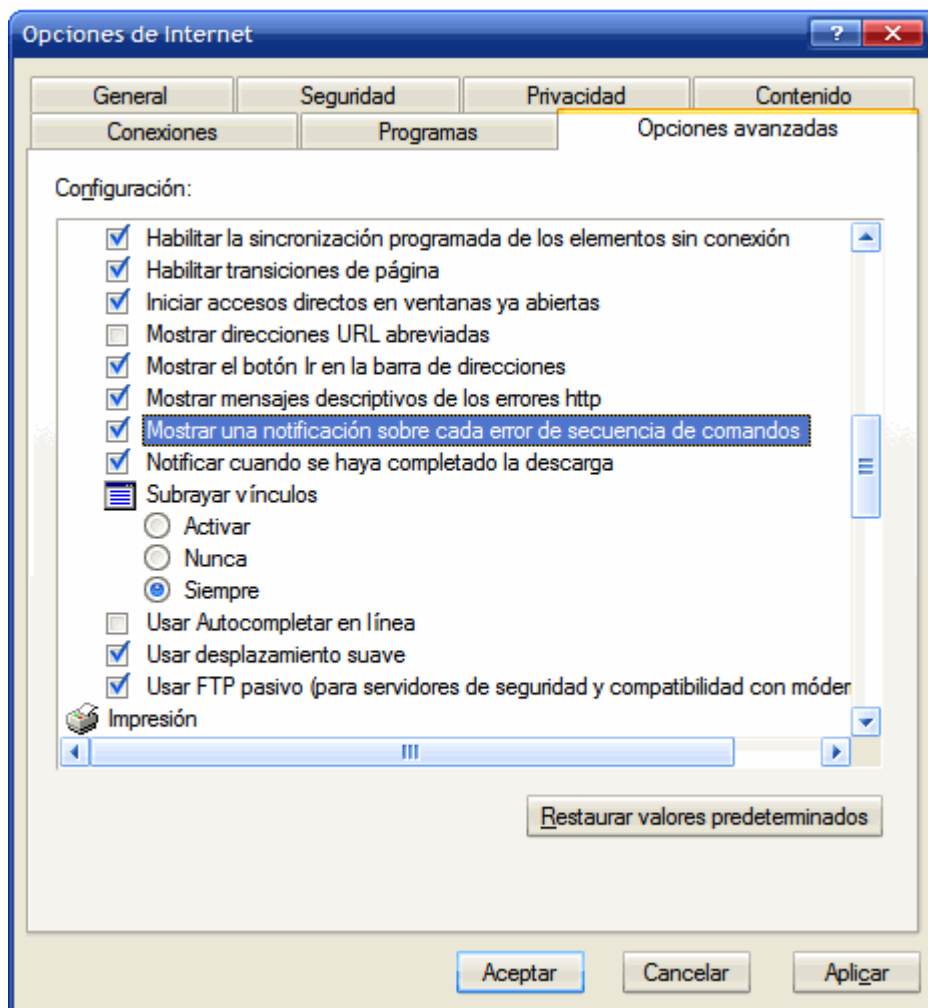 Opciones de Internet
General
Seguridad
Privacidad
Contenido
Conexiones
Programas
Opciones avanzadas
Configuración:
Habilitar la sincronización programada de los elementos sin conexión
Habilitar transiciones de página
Iniciar accesos directos en ventanas ya abiertas
Mostrar direcciones URL abreviadas
Mostrar el botón Ir en la barra de direcciones
Mostrar mensajes descriptivos de los errores http
Mostrar una notificación sobre cada error de secuencia de comandos
Notificar cuando se haya completado la descarga
Subrayar vínculos
Activar
Nunca
Siempre
Usar Autocompletar en línea
Usar desplazamiento suave
Usar FTP pasivo (para servidores de seguridad y compatibilidad con móder
Impresión
Restaurar valores predeterminados
Aceptar
Cancelar
Aplicar